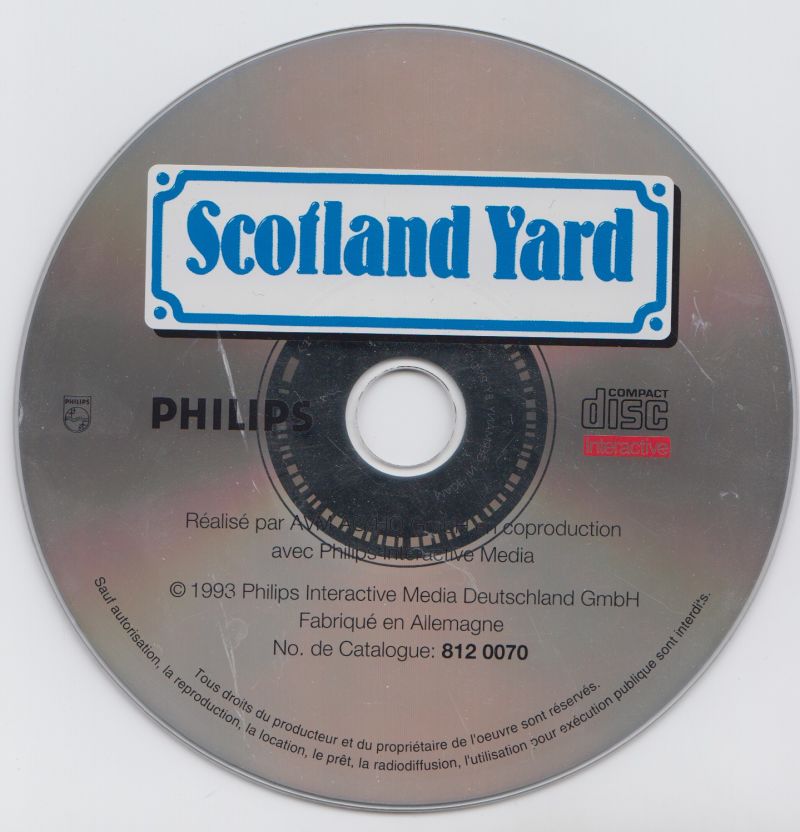 Scotland Yard
PHILIPS
PHILIPS
COMPACT
disc
Interactive
Réalisé par AVM coproduction
avec Philips Interactive Media
© 1993 Philips Interactive Media Deutschland GmbH
Fabriqué en Allemagne
No. de Catalogue: 812 0070
Tous droits du producteur et du propriétaire de l'oeuvre sont réservés.
Sauf autorisation, la reproduction, la location, le prêt, la radiodiffusion, l'utilisation pour exécution publique sont interdits.